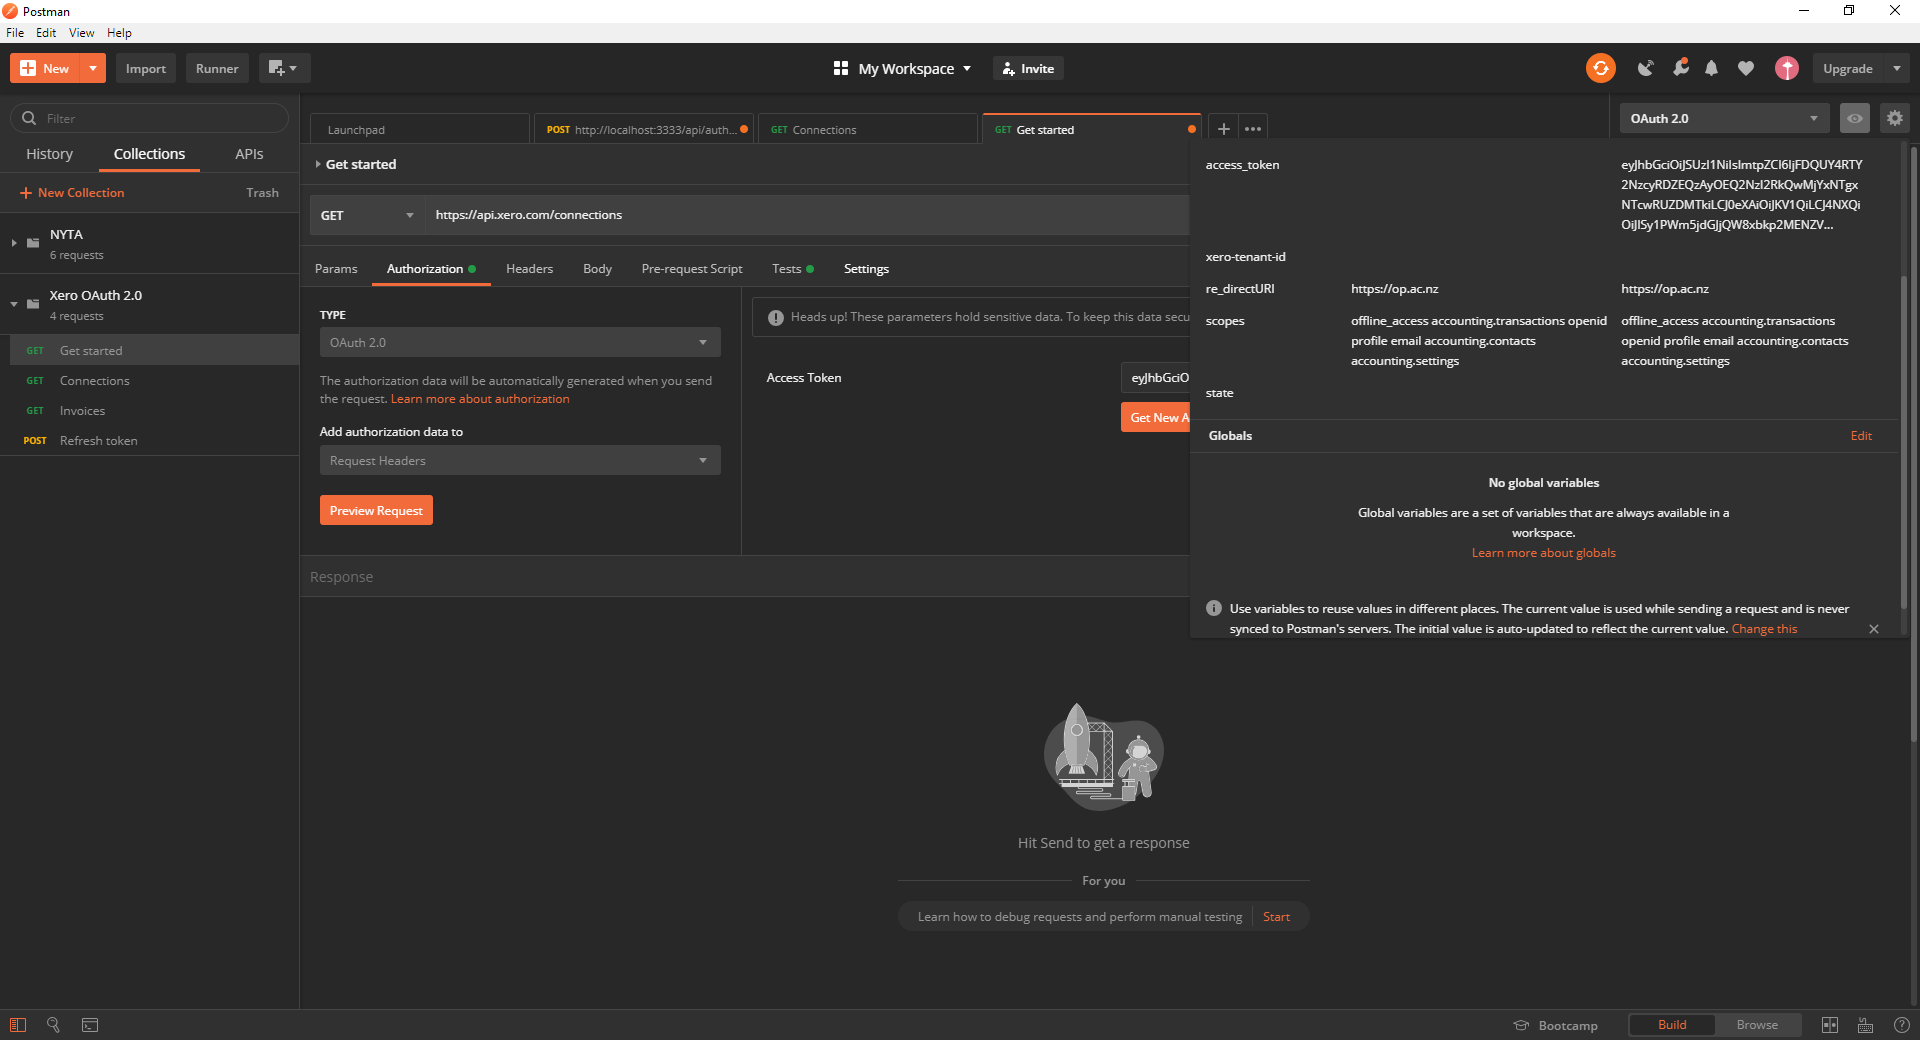 Postman
File Edit View Help
New
Import
Runner
My Workspace
Invite
Upgrade
Filter
History
Collections
APIs
New Collection
Trash
NYTA
6 requests
Xero OAuth 2.0
4 requests
GET Get started
GET Connections
GET Invoices
POST Refresh token
Launchpad
POST http://localhost:3333/api/auth...
GET Connections
GET Get started
OAuth 2.0
Get started
GET
https://api.xero.com/connections
Params
Authorization
Headers
Body
Pre-request Script
Tests
Settings
TYPE
OAuth 2.0
The authorization data will be automatically generated when you send
the request. Learn more about authorization
Add authorization data to
Request Headers
Preview Request
Heads up! These parameters hold sensitive data. To keep this data secu
Access Token
eyJhbGciO
Get New A
access_token
eyJhbGciOiJSUzI1NiIsImtpZCI6IjFDQUY4RTY
2NzcyRDZEQzAyOEQ2NzI2RkQwMjYxNTgx
NTcwRUZDMTkiLCJ0eXAiOiJKV1QiLCJ4NXQi
OiJISy1PWm5jdGJjQW8xbkp2MENZV...
xero-tenant-id
re_directURI
https://op.ac.nz
https://op.ac.nz
scopes
offline_access accounting.transactions openid
profile email accounting.contacts
accounting.settings
offline_access accounting.transactions
openid profile email accounting.contacts
accounting.settings
state
Globals
Edit
No global variables
Global variables are a set of variables that are always available in a
workspace.
Learn more about globals
Use variables to reuse values in different places. The current value is used while sending a request and is never
synced to Postman's servers. The initial value is auto-updated to reflect the current value. Change this
Response
Hit Send to get a response
For you
Learn how to debug requests and perform manual testing
Start
Bootcamp
Build
Browse